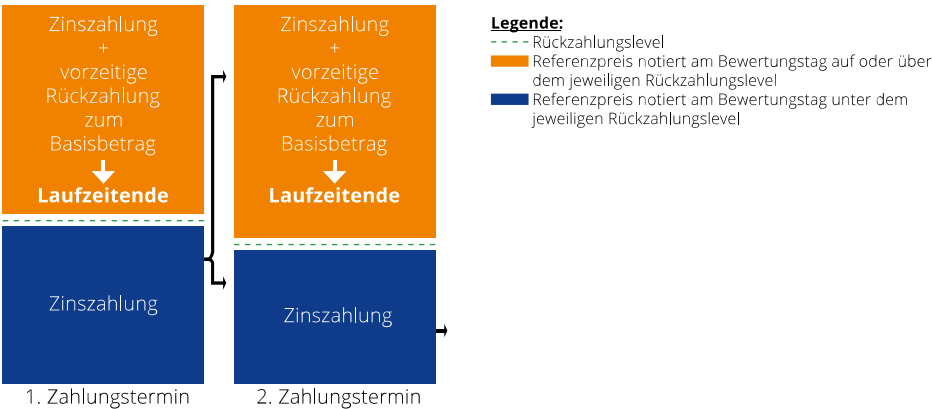 Zinszahlung
+
vorzeitige
Rückzahlung
zum
Basisbetrag
Laufzeitende
Zinszahlung
1. Zahlungstermin
Zinszahlung
+
vorzeitige
Rückzahlung
zum
Basisbetrag
Laufzeitende
Zinszahlung
2. Zahlungstermin
Legende:
Rückzahlungslevel
Referenzpreis notiert am Bewertungstag auf oder über
dem jeweiligen Rückzahlungslevel
Referenzpreis notiert am Bewertungstag unter dem
jeweiligen Rückzahlungslevel